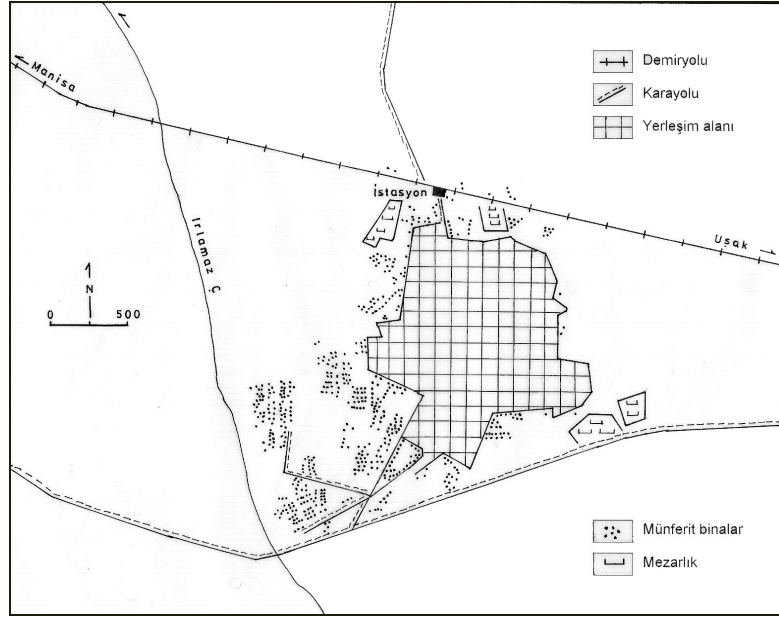 Manisa
Demiryolu
Karayolu
Yerleşim alanı
İstasyon
Irlamaz Ç
Uşak
N
0 500
Münferit binalar
Mezarlık